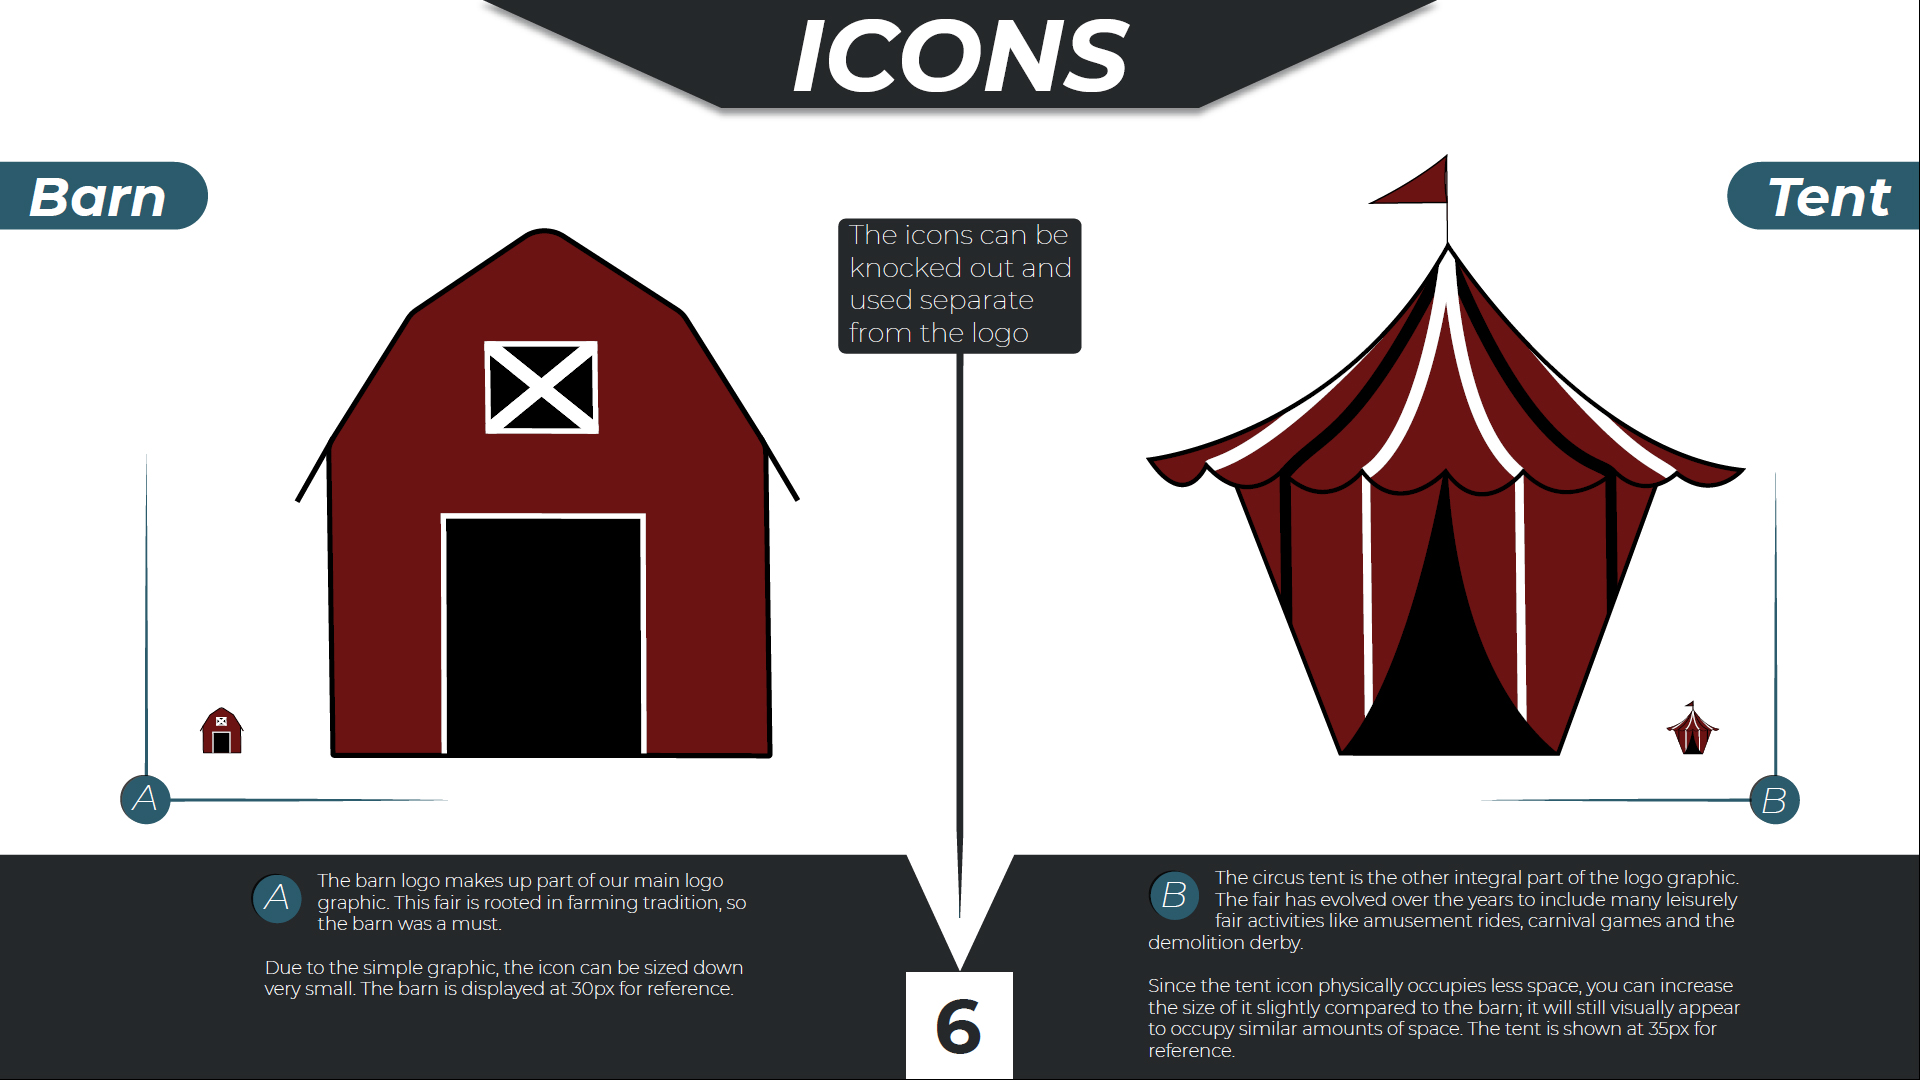 ICONS
Barn
Tent
The icons can be
knocked out and
used separate
from the logo
A
B
A
The barn logo makes up part of our main logo
graphic. This fair is rooted in farming tradition, so
the barn was a must.
Due to the simple graphic, the icon can be sized down
very small. The barn is displayed at 30px for reference.
B
The circus tent is the other integral part of the logo graphic.
The fair has evolved over the years to include many leisurely
fair activities like amusement rides, carnival games and the
demolition derby.
Since the tent icon physically occupies less space, you can increase
the size of it slightly compared to the barn; it will still visually appear
to occupy similar amounts of space. The tent is shown at 35px for
reference.
6